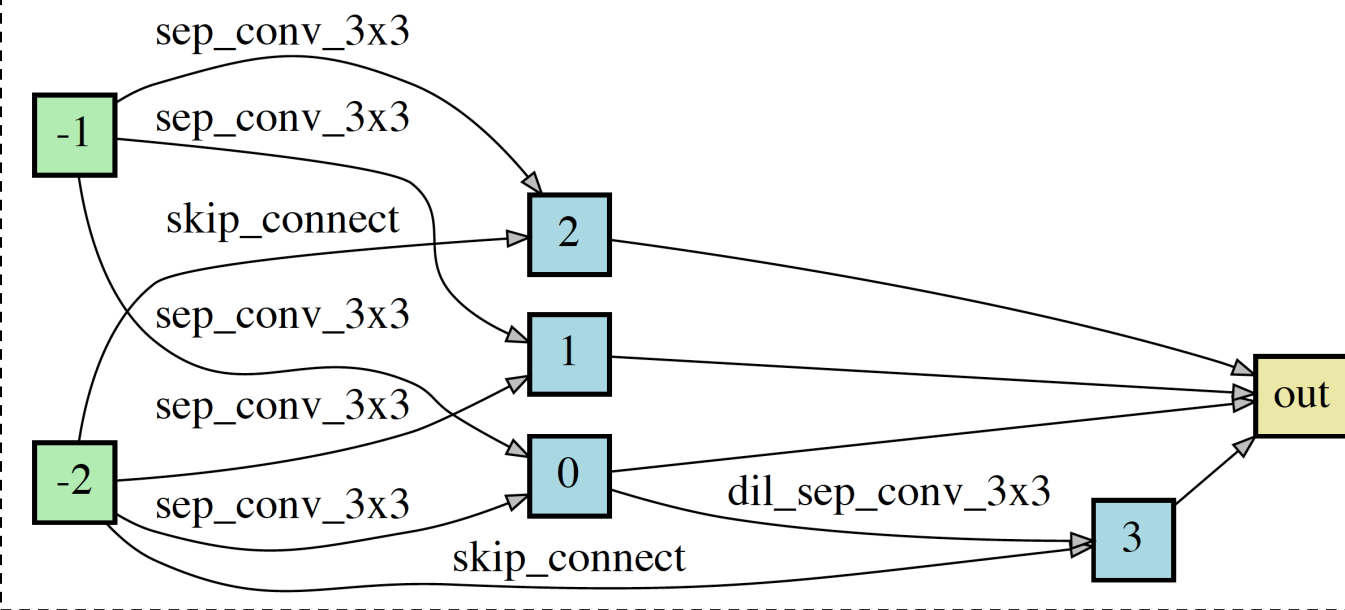 sep_conv_3x3
sep_conv_3x3
-1
skip_connect
2
sep_conv_3x3
1
sep_conv_3x3
out
-2
0
sep_conv_3x3
dil_sep_conv_3x3
skip_connect
3